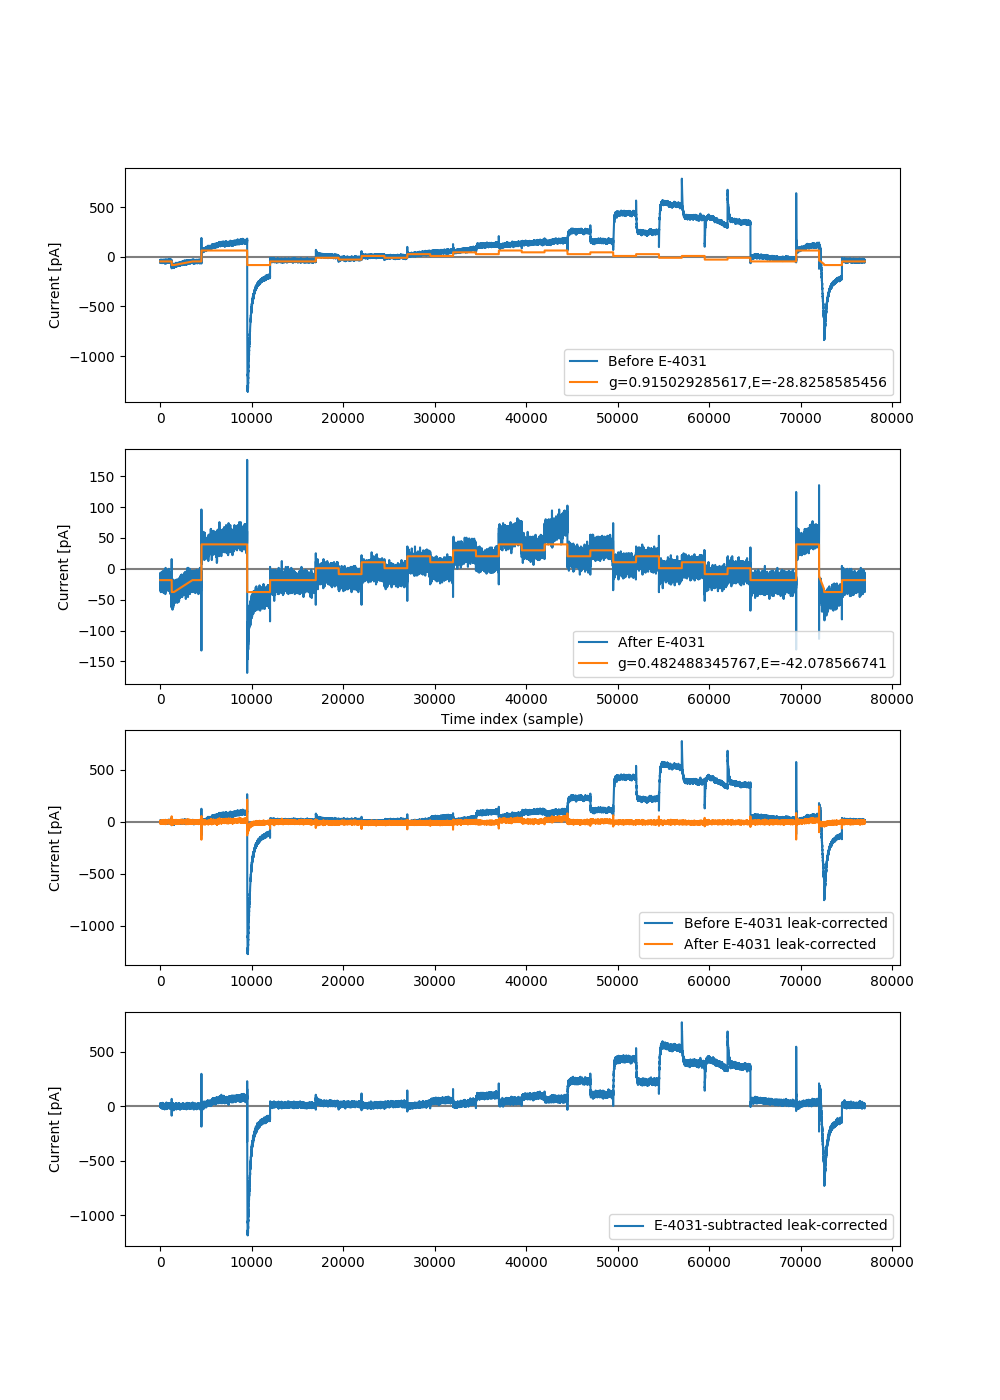 500
0
−500
−1000
Current [pA]
Before E-4031
g=0.915029285617,E=-28.8258585456
0 10000 20000 30000 40000 50000 60000 70000 80000
150
100
50
0
−50
−100
−150
Current [pA]
After E-4031
g=0.482488345767,E=-42.078566741
0 10000 20000 30000 40000 50000 60000 70000 80000
Time index (sample)
500
0
−500
−1000
Current [pA]
Before E-4031 leak-corrected
After E-4031 leak-corrected
0 10000 20000 30000 40000 50000 60000 70000 80000
500
0
−500
−1000
Current [pA]
E-4031-subtracted leak-corrected
0 10000 20000 30000 40000 50000 60000 70000 80000